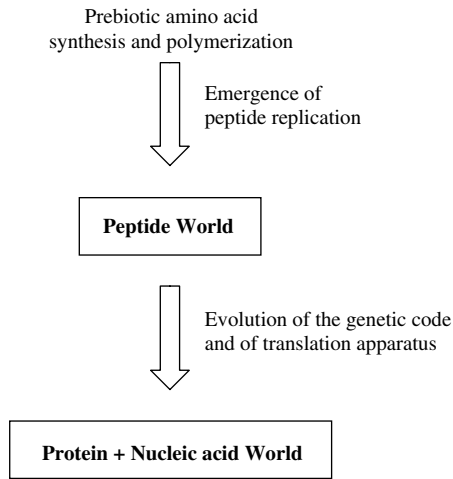 Prebiotic amino acid
synthesis and polymerization
Emergence of
peptide replication
Peptide World
Evolution of the genetic code
and of translation apparatus
Protein + Nucleic acid World